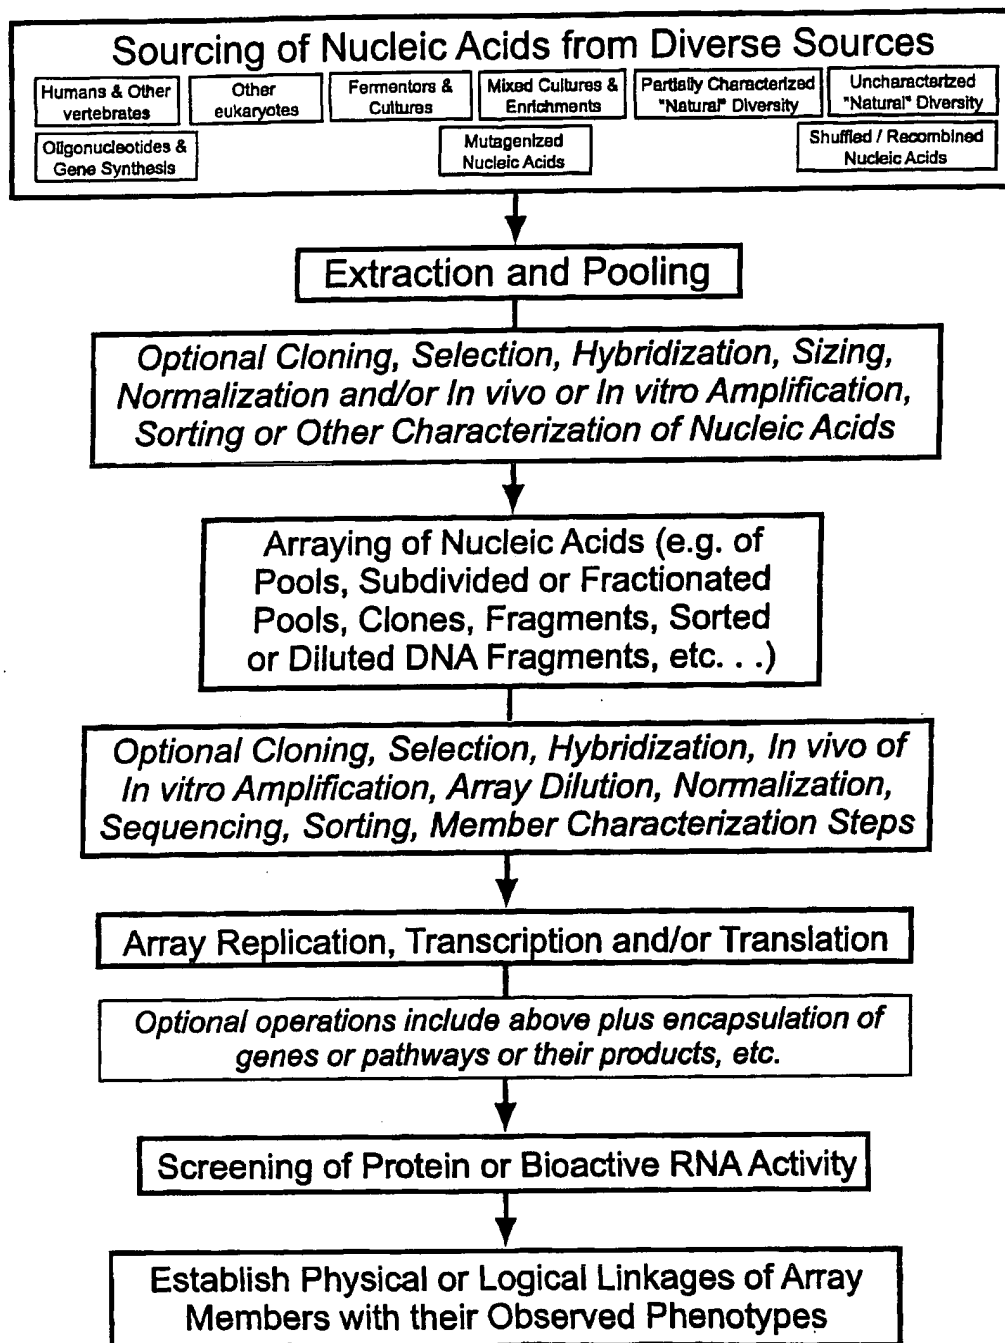 Sourcing of Nucleic Acids from Diverse Sources
Humans & Other
vertebrates
Other
eukaryotes
Fermentors &
Cultures
Mixed Cultures &
Enrichments
Partially Characterized
"Natural" Diversity
Uncharacterized
"Natural" Diversity
Oligonucleotides &
Gene Synthesis
Mutagenized
Nucleic Acids
Shuffled / Recombined
Nucleic Acids
Extraction and Pooling
Optional Cloning, Selection, Hybridization, Sizing,
Normalization and/or In vivo or In vitro Amplification,
Sorting or Other Characterization of Nucleic Acids
Arraying of Nucleic Acids (e.g. of
Pools, Subdivided or Fractionated
Pools, Clones, Fragments, Sorted
or Diluted DNA Fragments, etc. . .)
Optional Cloning, Selection, Hybridization, In vivo of
In vitro Amplification, Array Dilution, Normalization,
Sequencing, Sorting, Member Characterization Steps
Array Replication, Transcription and/or Translation
Optional operations include above plus encapsulation of
genes or pathways or their products, etc.
Screening of Protein or Bioactive RNA Activity
Establish Physical or Logical Linkages of Array
Members with their Observed Phenotypes